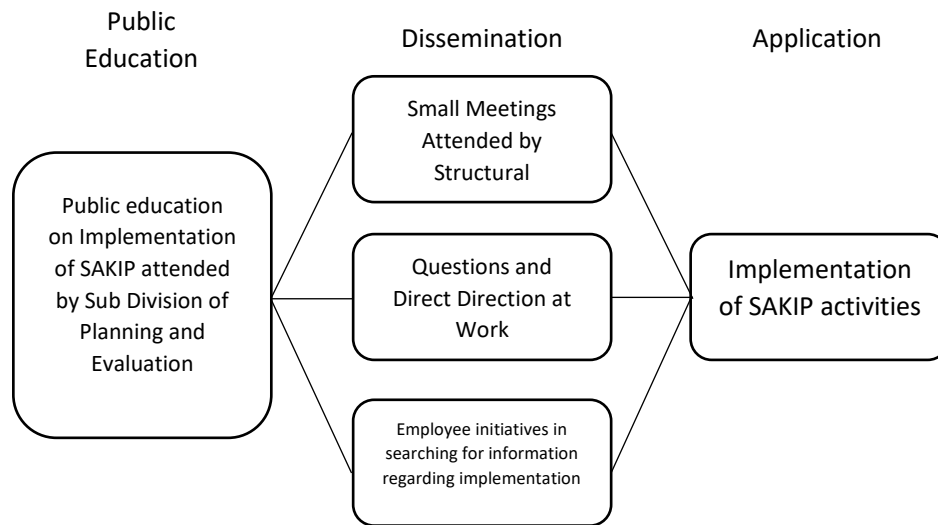 Public
Education
Dissemination
Application
Public education
on Implementation
of SAKIP attended
by Sub Division of
Planning and
Evaluation
Small Meetings
Attended by
Structural
Questions and
Direct Direction at
Work
Employee initiatives in
searching for information
regarding implementation
Implementation
of SAKIP activities